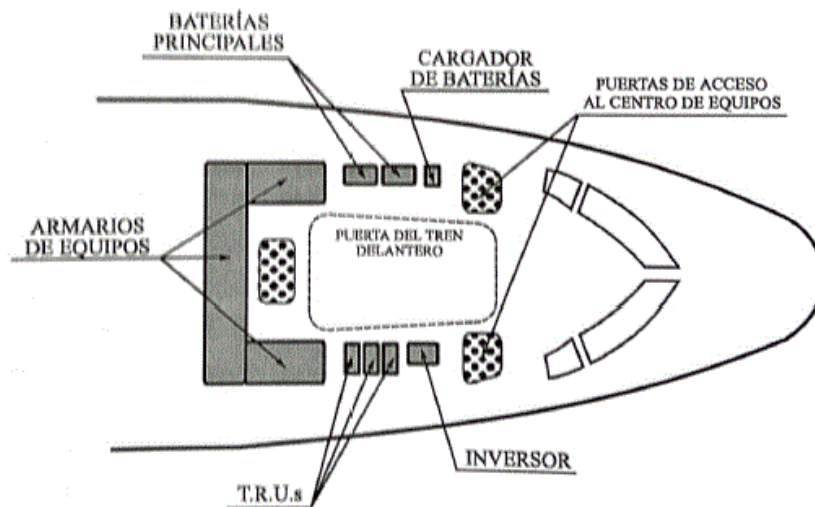 BATERÍAS
PRINCIPALES
CARGADOR
DE BATERÍAS
PUERTAS DE ACCESO
AL CENTRO DE EQUIPOS
ARMARIOS
DE EQUIPOS
PUERTA DEL TREN
DELANTERO
INVERSOR
T.R.U.s